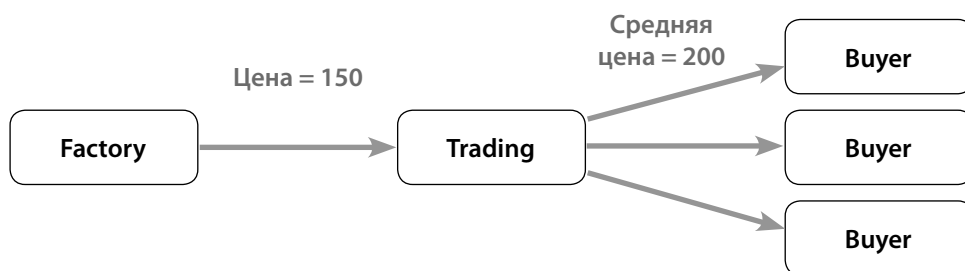 Средняя
цена = 200
Цена = 150
Buyer
Factory
Trading
Buyer
Buyer